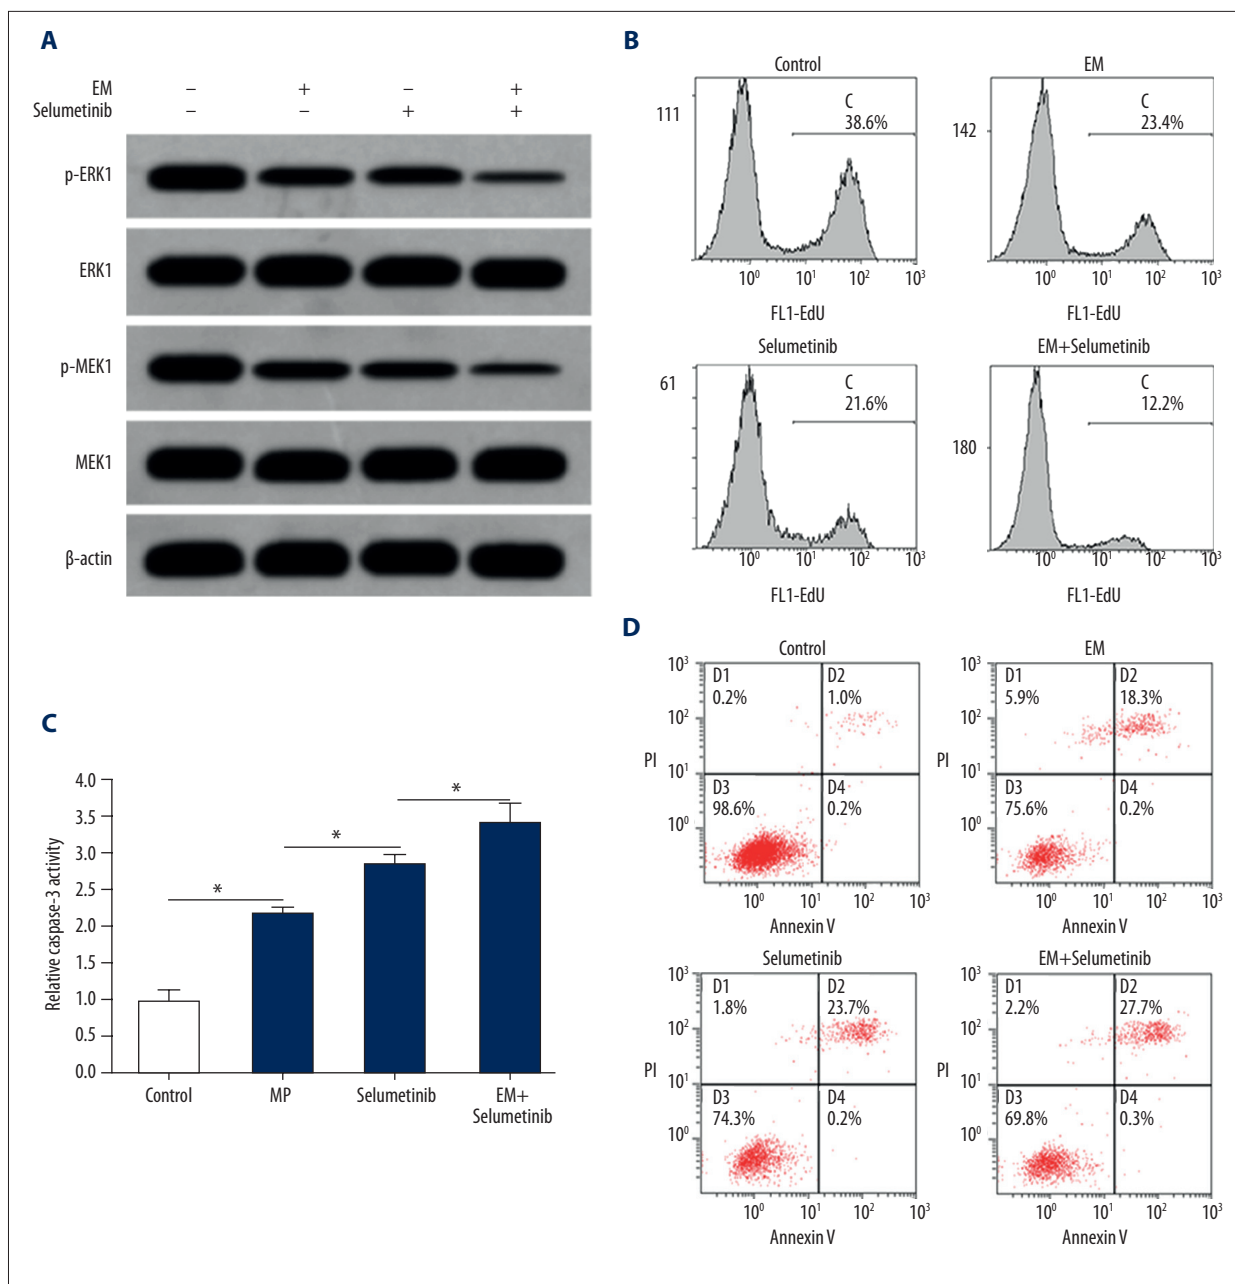 A
EM – + – +
Selumetinib – – + +
p-ERK1
ERK1
p-MEK1
MEK1
β-actin
B
Control
111
C
38.6%
10⁰ 10¹ 10² 10³
FL1-EdU
EM
142
C
23.4%
10⁰ 10¹ 10² 10³
FL1-EdU
Selumetinib
61
C
21.6%
10⁰ 10¹ 10² 10³
FL1-EdU
EM+Selumetinib
180
C
12.2%
10⁰ 10¹ 10² 10³
FL1-EdU
C
Relative caspase-3 activity
4.0
3.5
3.0
2.5
2.0
1.5
1.0
0.5
0.0
*
*
*
Control
MP
Selumetinib
EM+
Selumetinib
D
Control
10³
10²
PI
10¹
10⁰
D1
0.2%
D2
1.0%
D3
98.6%
D4
0.2%
10⁰ 10¹ 10² 10³
Annexin V
EM
10³
10²
PI
10¹
10⁰
D1
5.9%
D2
18.3%
D3
75.6%
D4
0.2%
10⁰ 10¹ 10² 10³
Annexin V
Selumetinib
10³
10²
PI
10¹
10⁰
D1
1.8%
D2
23.7%
D3
74.3%
D4
0.2%
10⁰ 10¹ 10² 10³
Annexin V
EM+Selumetinib
10³
10²
PI
10¹
10⁰
D1
2.2%
D2
27.7%
D3
69.8%
D4
0.3%
10⁰ 10¹ 10² 10³
Annexin V